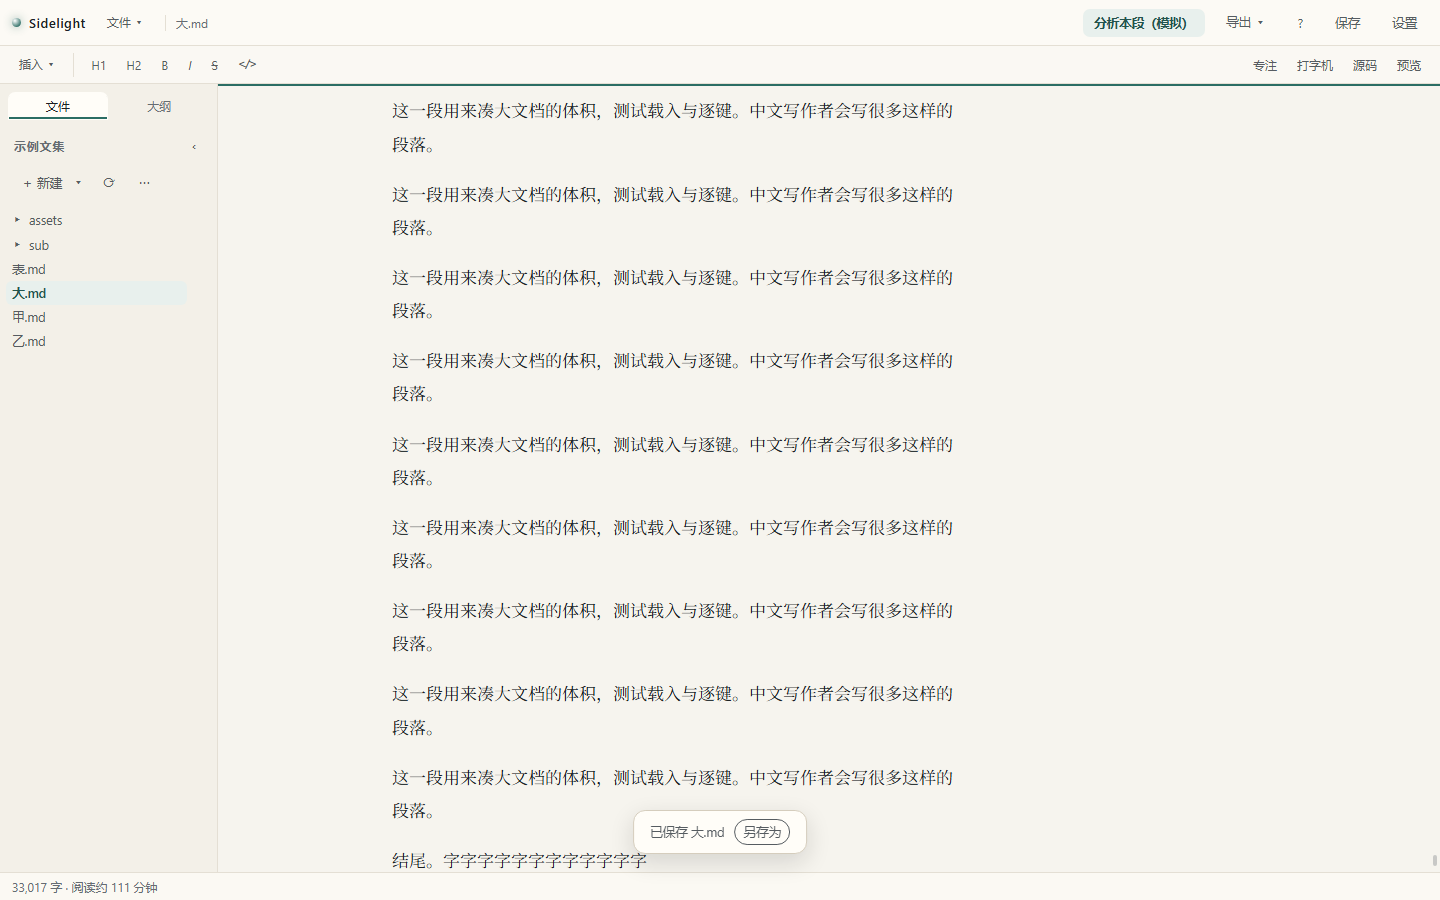 Sidelight 文件 大.md 分析本段（模拟） 导出 ? 保存 设置
插入 H1 H2 B I S </> 专注 打字机 源码 预览
文件 大纲
示例文集
+ 新建 ...
assets
sub
表.md
大.md
甲.md
乙.md
这一段用来凑大文档的体积，测试载入与逐键。中文写作者会写很多这样的
段落。
这一段用来凑大文档的体积，测试载入与逐键。中文写作者会写很多这样的
段落。
这一段用来凑大文档的体积，测试载入与逐键。中文写作者会写很多这样的
段落。
这一段用来凑大文档的体积，测试载入与逐键。中文写作者会写很多这样的
段落。
这一段用来凑大文档的体积，测试载入与逐键。中文写作者会写很多这样的
段落。
这一段用来凑大文档的体积，测试载入与逐键。中文写作者会写很多这样的
段落。
这一段用来凑大文档的体积，测试载入与逐键。中文写作者会写很多这样的
段落。
这一段用来凑大文档的体积，测试载入与逐键。中文写作者会写很多这样的
段落。
这一段用来凑大文档的体积，测试载入与逐键。中文写作者会写很多这样的
段落。
结尾。字字字字字字字字字字字字
已保存 大.md 另存为
33,017 字 · 阅读约 111 分钟